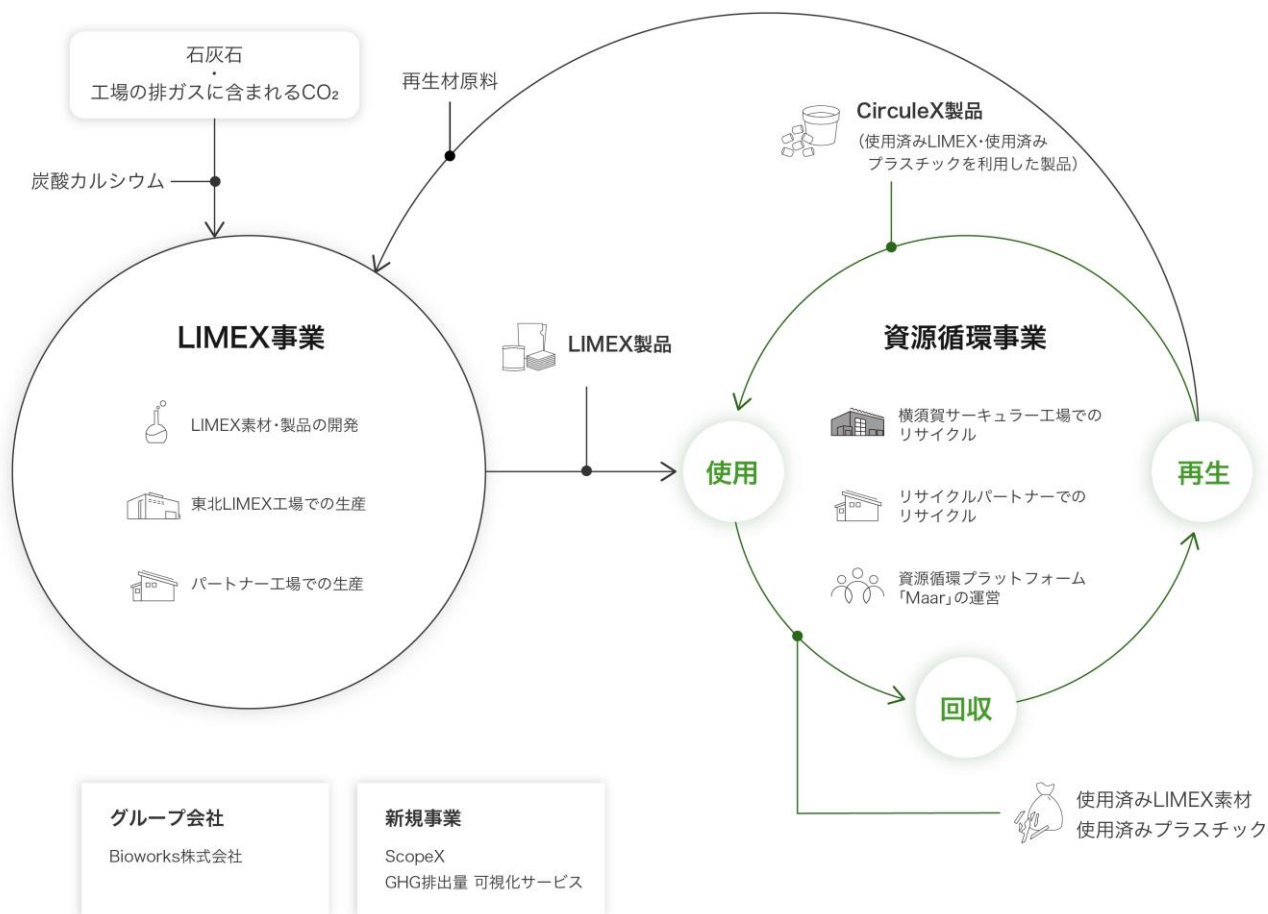 石灰石
・
工場の排ガスに含まれるCO₂
炭酸カルシウム
再生材原料
CirculeX製品
（使用済みLIMEX・使用済み
プラスチックを利用した製品）
LIMEX事業
LIMEX素材・製品の開発
東北LIMEX工場での生産
パートナー工場での生産
LIMEX製品
資源循環事業
横須賀サーキュラー工場での
リサイクル
リサイクルパートナーでの
リサイクル
資源循環プラットフォーム
「Maar」の運営
使用
再生
回収
使用済みLIMEX素材
使用済みプラスチック
グループ会社
Bioworks株式会社
新規事業
ScopeX
GHG排出量 可視化サービス